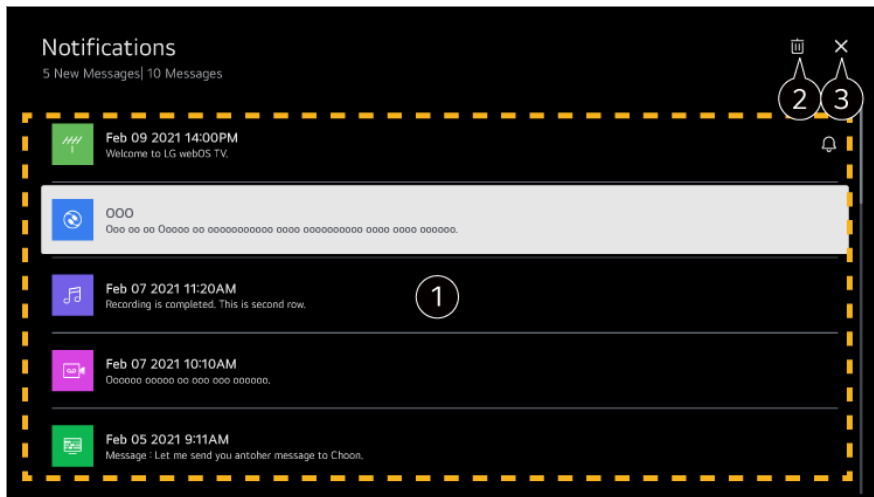 Notifications
5 New Messages| 10 Messages
2 3
Feb 09 2021 14:00PM
Welcome to LG webOS TV.
OOO
Ooo oo oo Ooooo oo ooooooooooo oooo oooooooooo oooo oooo oooooo.
Feb 07 2021 11:20AM
Recording is completed. This is second row.
1
Feb 07 2021 10:10AM
Oooooo ooooo oo ooo ooo oooooo.
Feb 05 2021 9:11AM
Message : Let me send you antoher message to Choon.